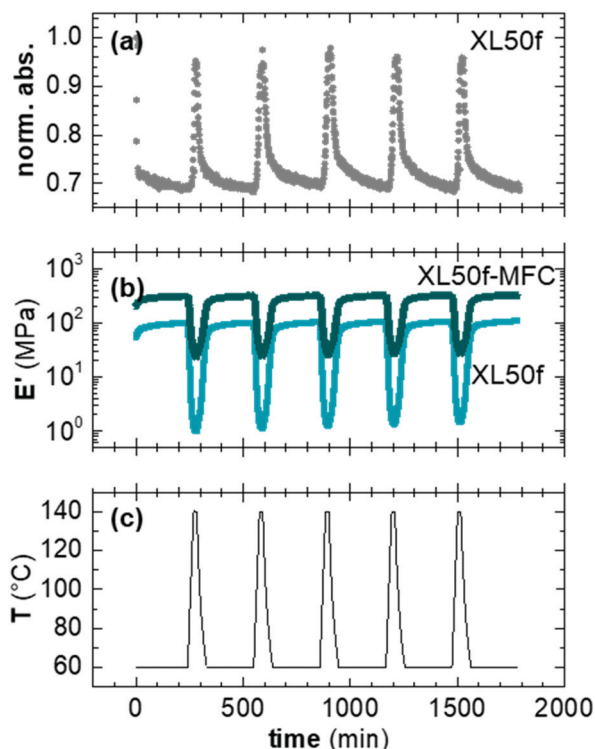 (a)
XL50f
norm. abs.
1.0
0.9
0.8
0.7
(b)
XL50f-MFC
XL50f
E' (MPa)
10³
10²
10¹
10⁰
(c)
T (°C)
140
120
100
80
60
0 500 1000 1500 2000
time (min)